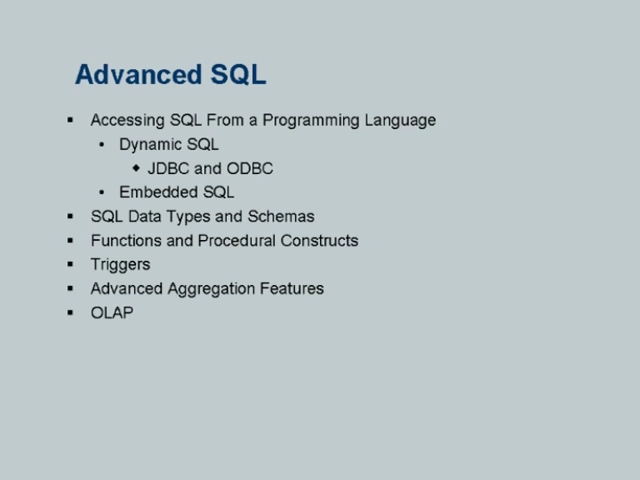 Advanced SQL
▪ Accessing SQL From a Programming Language
• Dynamic SQL
◆ JDBC and ODBC
• Embedded SQL
▪ SQL Data Types and Schemas
▪ Functions and Procedural Constructs
▪ Triggers
▪ Advanced Aggregation Features
▪ OLAP